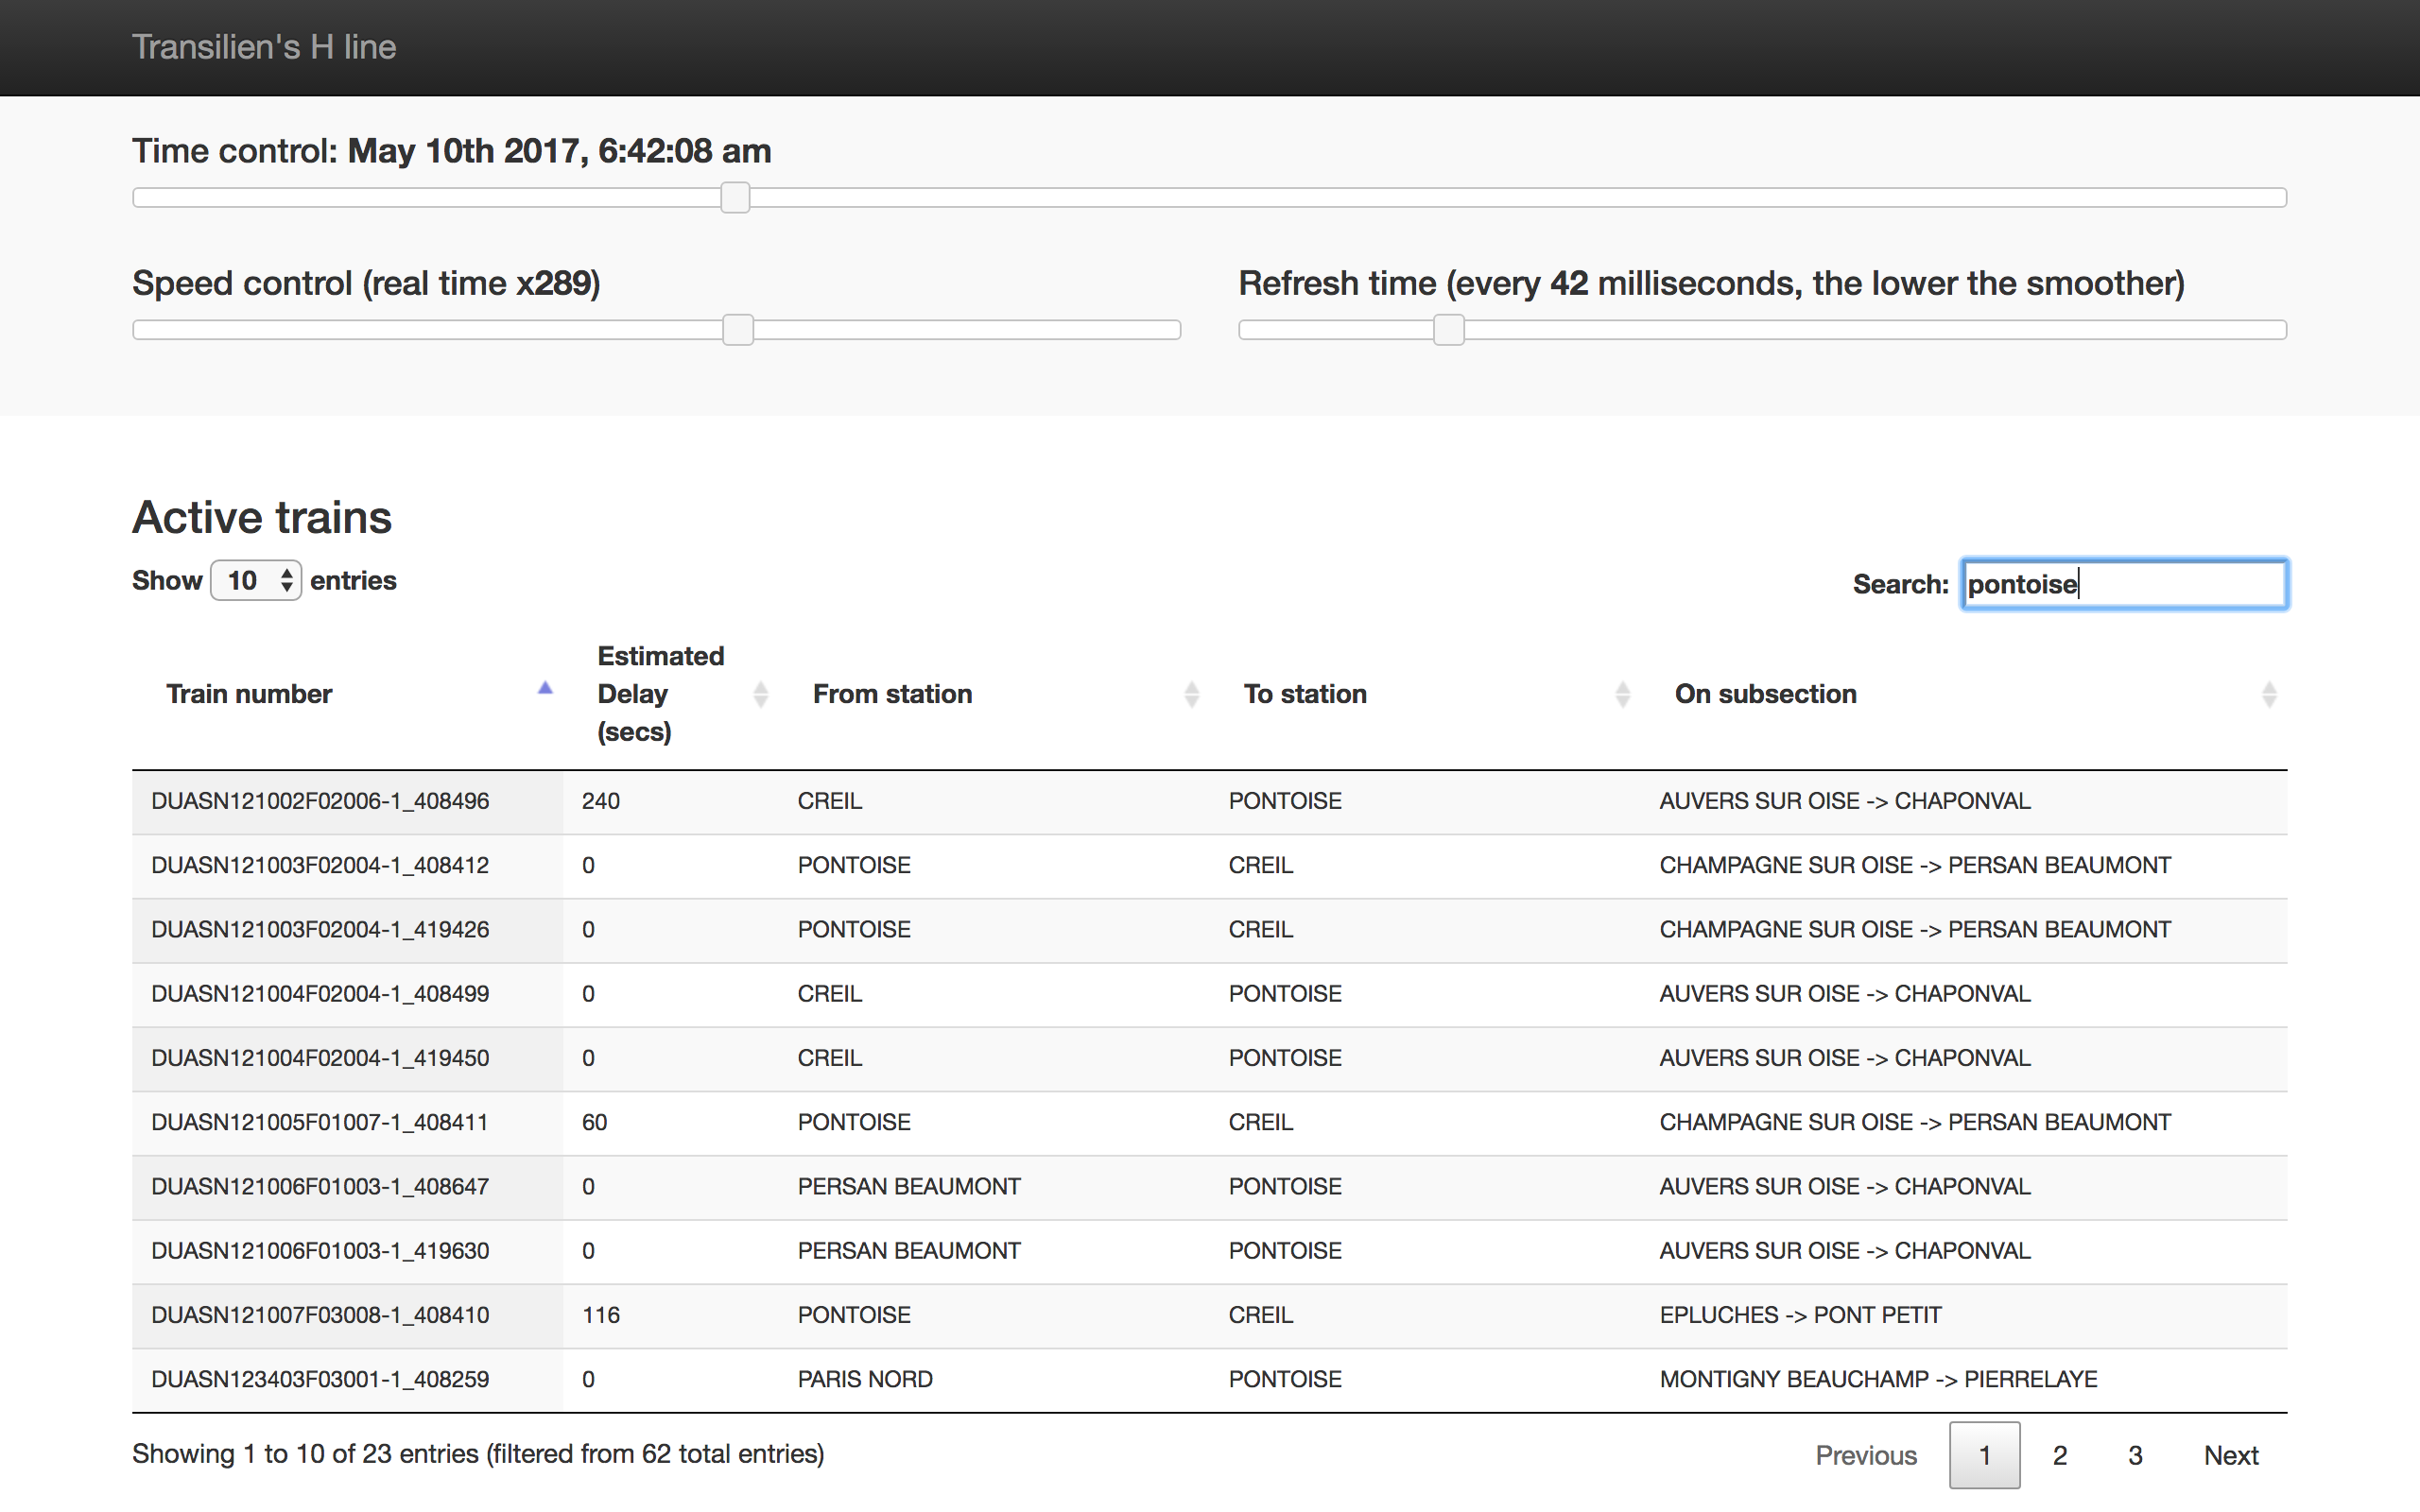 Transilien's H line
Time control: May 10th 2017, 6:42:08 am
Speed control (real time x289)
Refresh time (every 42 milliseconds, the lower the smoother)
Active trains
Show 10 entries
Search: pontoise
Train number
Estimated
Delay
(secs)
From station
To station
On subsection
DUASN121002F02006-1_408496 240 CREIL PONTOISE AUVERS SUR OISE -> CHAPONVAL
DUASN121003F02004-1_408412 0 PONTOISE CREIL CHAMPAGNE SUR OISE -> PERSAN BEAUMONT
DUASN121003F02004-1_419426 0 PONTOISE CREIL CHAMPAGNE SUR OISE -> PERSAN BEAUMONT
DUASN121004F02004-1_408499 0 CREIL PONTOISE AUVERS SUR OISE -> CHAPONVAL
DUASN121004F02004-1_419450 0 CREIL PONTOISE AUVERS SUR OISE -> CHAPONVAL
DUASN121005F01007-1_408411 60 PONTOISE CREIL CHAMPAGNE SUR OISE -> PERSAN BEAUMONT
DUASN121006F01003-1_408647 0 PERSAN BEAUMONT PONTOISE AUVERS SUR OISE -> CHAPONVAL
DUASN121006F01003-1_419630 0 PERSAN BEAUMONT PONTOISE AUVERS SUR OISE -> CHAPONVAL
DUASN121007F03008-1_408410 116 PONTOISE CREIL EPLUCHES -> PONT PETIT
DUASN123403F03001-1_408259 0 PARIS NORD PONTOISE MONTIGNY BEAUCHAMP -> PIERRELAYE
Showing 1 to 10 of 23 entries (filtered from 62 total entries)
Previous 1 2 3 Next